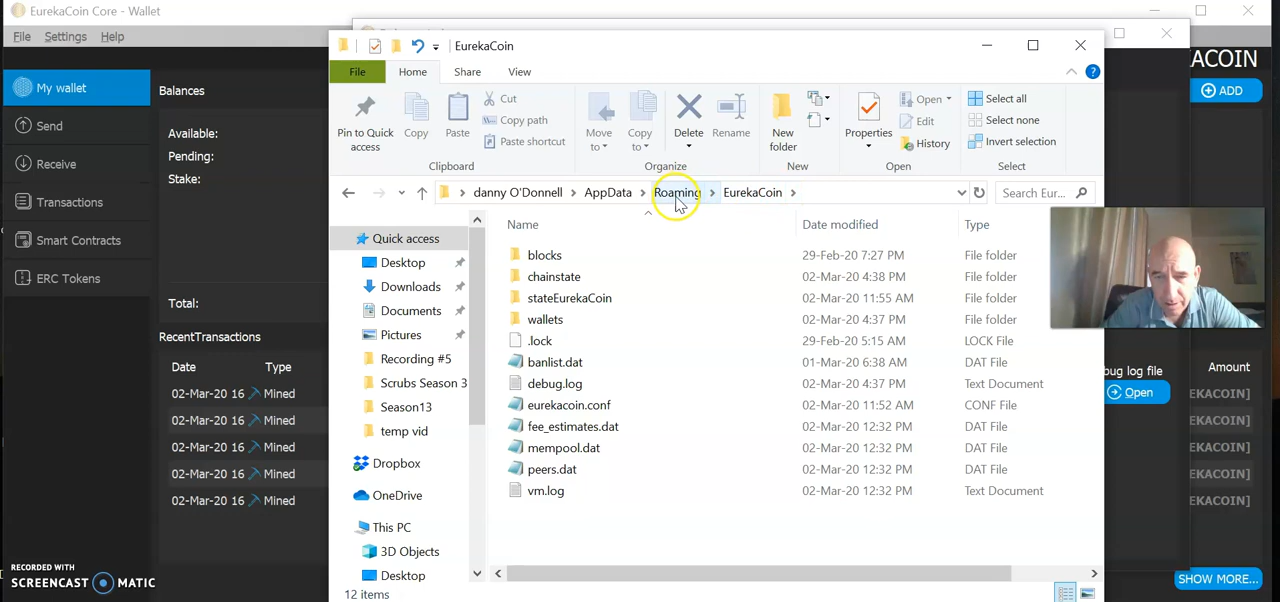 EurekaCoin Core - Wallet
File Settings Help
My wallet
Send
Receive
Transactions
Smart Contracts
ERC Tokens
Balances
Available:
Pending:
Stake:
Total:
RecentTransactions
Date Type
02-Mar-20 16 Mined
02-Mar-20 16 Mined
02-Mar-20 16 Mined
02-Mar-20 16 Mined
02-Mar-20 16 Mined
RECORDED WITH
SCREENCAST MATIC
EurekaCoin
File Home Share View
Pin to Quick access
Copy
Paste
Cut
Copy path
Paste shortcut
Clipboard
Move to
Copy to
Delete
Rename
Organize
New folder
New
Properties
Open
Edit
History
Open
Select all
Select none
Invert selection
Select
danny O'Donnell > AppData > Roaming > EurekaCoin >
Search Eur...
Quick access
Desktop
Downloads
Documents
Pictures
Recording #5
Scrubs Season 3
Season13
temp vid
Dropbox
OneDrive
This PC
3D Objects
Desktop
Name Date modified Type
blocks 29-Feb-20 7:27 PM File folder
chainstate 02-Mar-20 4:38 PM File folder
stateEurekaCoin 02-Mar-20 11:55 AM File folder
wallets 02-Mar-20 4:37 PM File folder
.lock 29-Feb-20 5:15 AM LOCK File
banlist.dat 01-Mar-20 6:38 AM DAT File
debug.log 02-Mar-20 4:37 PM Text Document
eurekacoin.conf 02-Mar-20 11:52 AM CONF File
fee_estimates.dat 02-Mar-20 12:32 PM DAT File
mempool.dat 02-Mar-20 12:32 PM DAT File
peers.dat 02-Mar-20 12:32 PM DAT File
vm.log 02-Mar-20 12:32 PM Text Document
12 items
ACOIN
ADD
bug log file
Open
Amount
EKACOIN]
EKACOIN]
EKACOIN]
EKACOIN]
EKACOIN]
SHOW MORE...